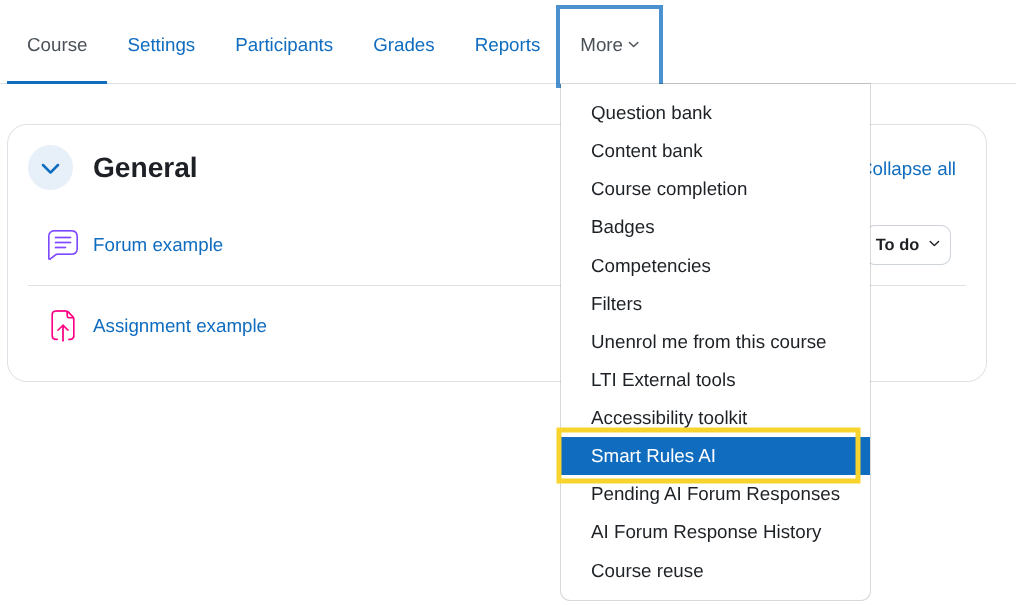 Course Settings Participants Grades Reports More
General
Collapse all
Forum example
To do
Assignment example
Question bank
Content bank
Course completion
Badges
Competencies
Filters
Unenrol me from this course
LTI External tools
Accessibility toolkit
Smart Rules AI
Pending AI Forum Responses
AI Forum Response History
Course reuse